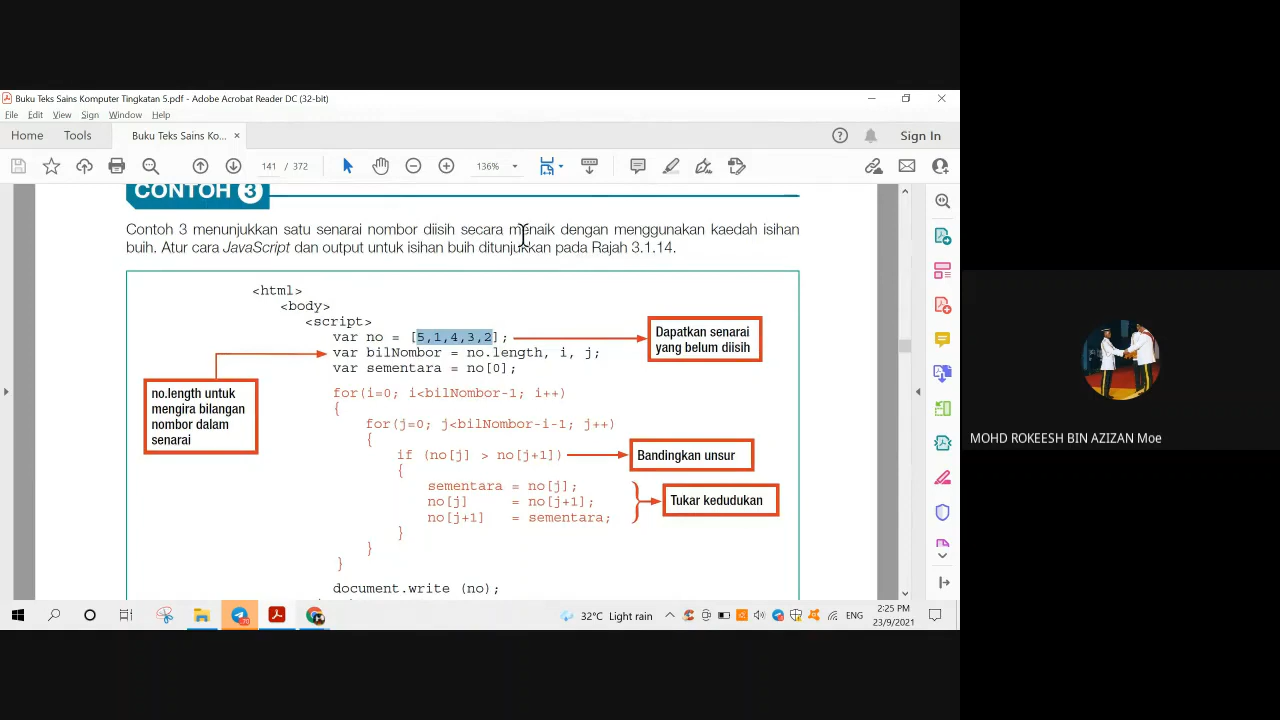 Buku Teks Sains Komputer Tingkatan 5.pdf - Adobe Acrobat Reader DC (32-bit)
File Edit View Sign Window Help
Home Tools Buku Teks Sains Ko... × Sign In
141 / 372 136%
CONTOH 3
Contoh 3 menunjukkan satu senarai nombor diisih secara menaik dengan menggunakan kaedah isihan
buih. Atur cara JavaScript dan output untuk isihan buih ditunjukkan pada Rajah 3.1.14.
<html>
<body>
<script>
var no = [5,1,4,3,2];
var bilNombor = no.length, i, j;
var sementara = no[0];
Dapatkan senarai
yang belum diisih
no.length untuk
mengira bilangan
nombor dalam
senarai
for(i=0; i<bilNombor-1; i++)
{
for(j=0; j<bilNombor-i-1; j++)
{
if (no[j] > no[j+1])
Bandingkan unsur
{
sementara = no[j];
no[j] = no[j+1];
no[j+1] = sementara;
Tukar kedudukan
}
}
}
document.write (no);
MOHD ROKEESH BIN AZIZAN Moe
32°C Light rain ENG 2:25 PM
23/9/2021